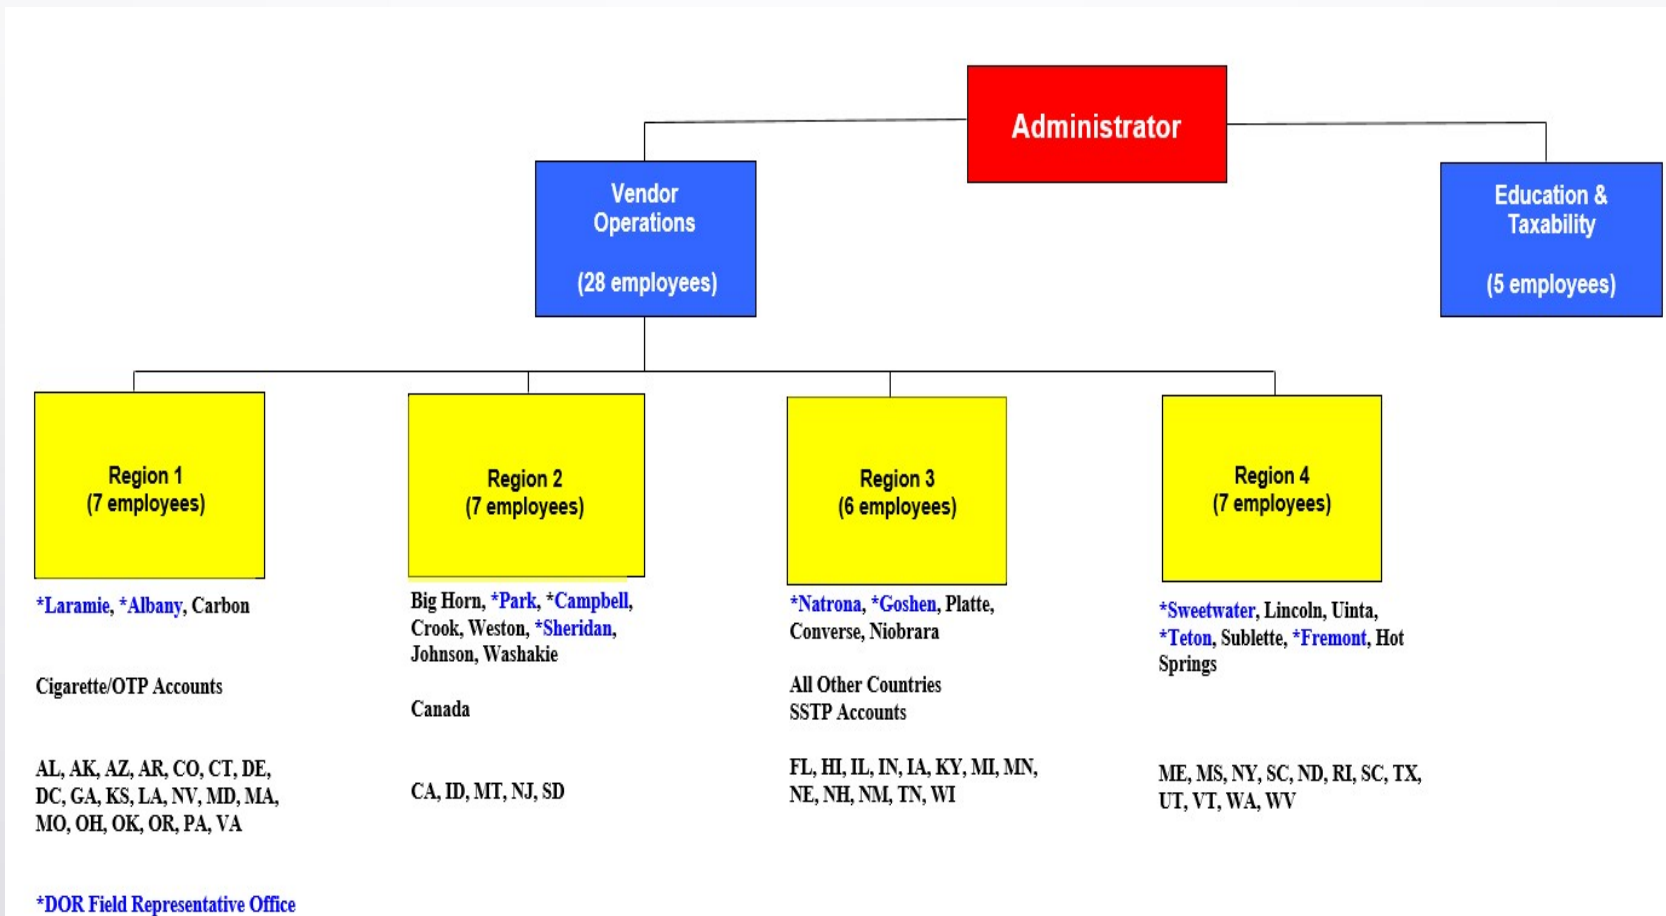 Administrator
Vendor
Operations
(28 employees)
Education &
Taxability
(5 employees)
Region 1
(7 employees)
*Laramie, *Albany, Carbon
Cigarette/OTP Accounts
AL, AK, AZ, AR, CO, CT, DE,
DC, GA, KS, LA, NV, MD, MA,
MO, OH, OK, OR, PA, VA
Region 2
(7 employees)
Big Horn, *Park, *Campbell,
Crook, Weston, *Sheridan,
Johnson, Washakie
Canada
CA, ID, MT, NJ, SD
Region 3
(6 employees)
*Natrona, *Goshen, Platte,
Converse, Niobrara
All Other Countries
SSTP Accounts
FL, HI, IL, IN, IA, KY, MI, MN,
NE, NH, NM, TN, WI
Region 4
(7 employees)
*Sweetwater, Lincoln, Uinta,
*Teton, Sublette, *Fremont, Hot
Springs
ME, MS, NY, SC, ND, RI, SC, TX,
UT, VT, WA, WV
*DOR Field Representative Office